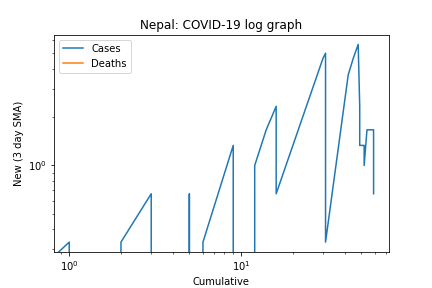 Nepal: COVID-19 log graph
Cases
Deaths
New (3 day SMA)
10⁰
10⁰
10¹
Cumulative